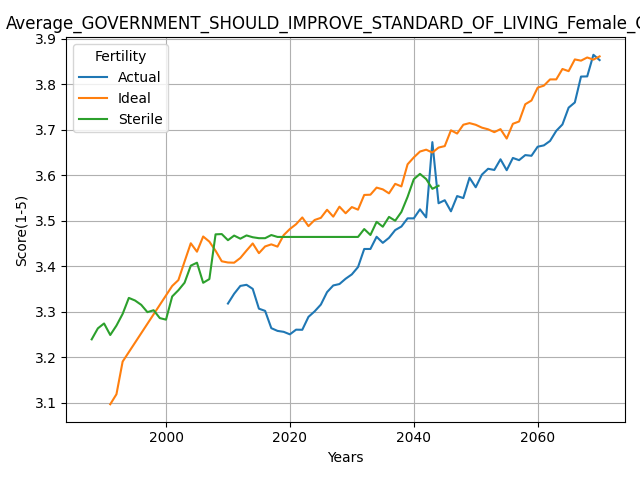 Average_GOVERNMENT_SHOULD_IMPROVE_STANDARD_OF_LIVING_Female_
Fertility
Actual
Ideal
Sterile
3.9
3.8
3.7
3.6
3.5
3.4
3.3
3.2
3.1
Score(1-5)
2000
2020
2040
2060
Years